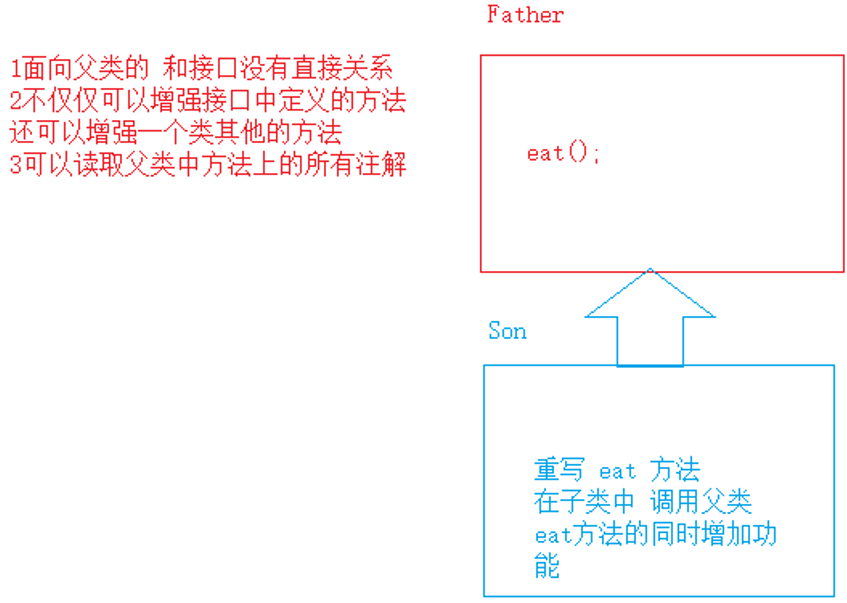 Father
1面向父类的 和接口没有直接关系
2不仅仅可以增强接口中定义的方法
还可以增强一个类其他的方法
3可以读取父类中方法上的所有注解
eat();
Son
重写 eat 方法
在子类中 调用父类
eat方法的同时增加功
能